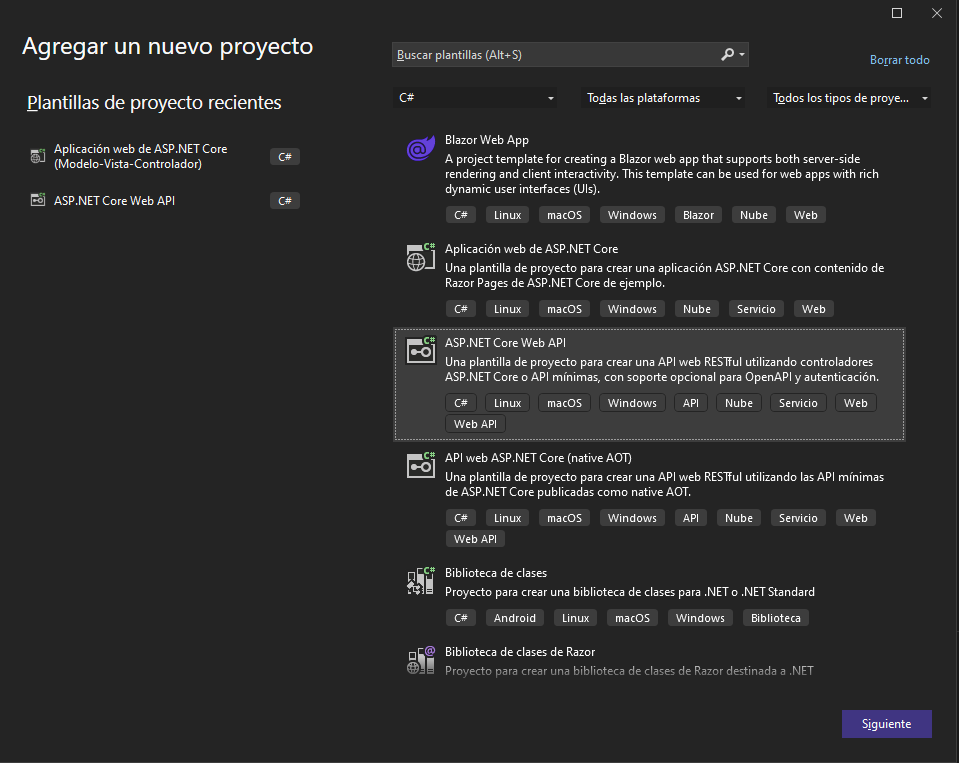 Agregar un nuevo proyecto
Buscar plantillas (Alt+S)
Borrar todo
Plantillas de proyecto recientes
Aplicación web de ASP.NET Core
(Modelo-Vista-Controlador)
C#
ASP.NET Core Web API
C#
C#
Todas las plataformas
Todos los tipos de proye...
Blazor Web App
A project template for creating a Blazor web app that supports both server-side
rendering and client interactivity. This template can be used for web apps with rich
dynamic user interfaces (UIs).
C# Linux macOS Windows Blazor Nube Web
Aplicación web de ASP.NET Core
Una plantilla de proyecto para crear una aplicación ASP.NET Core con contenido de
Razor Pages de ASP.NET Core de ejemplo.
C# Linux macOS Windows Nube Servicio Web
ASP.NET Core Web API
Una plantilla de proyecto para crear una API web RESTful utilizando controladores
ASP.NET Core o API mínimas, con soporte opcional para OpenAPI y autenticación.
C# Linux macOS Windows API Nube Servicio Web
Web API
API web ASP.NET Core (native AOT)
Una plantilla de proyecto para crear una API web RESTful utilizando las API mínimas
de ASP.NET Core publicadas como native AOT.
C# Linux macOS Windows API Nube Servicio Web
Web API
Biblioteca de clases
Proyecto para crear una biblioteca de clases para .NET o .NET Standard
C# Android Linux macOS Windows Biblioteca
Biblioteca de clases de Razor
Proyecto para crear una biblioteca de clases de Razor destinada a .NET
Siguiente